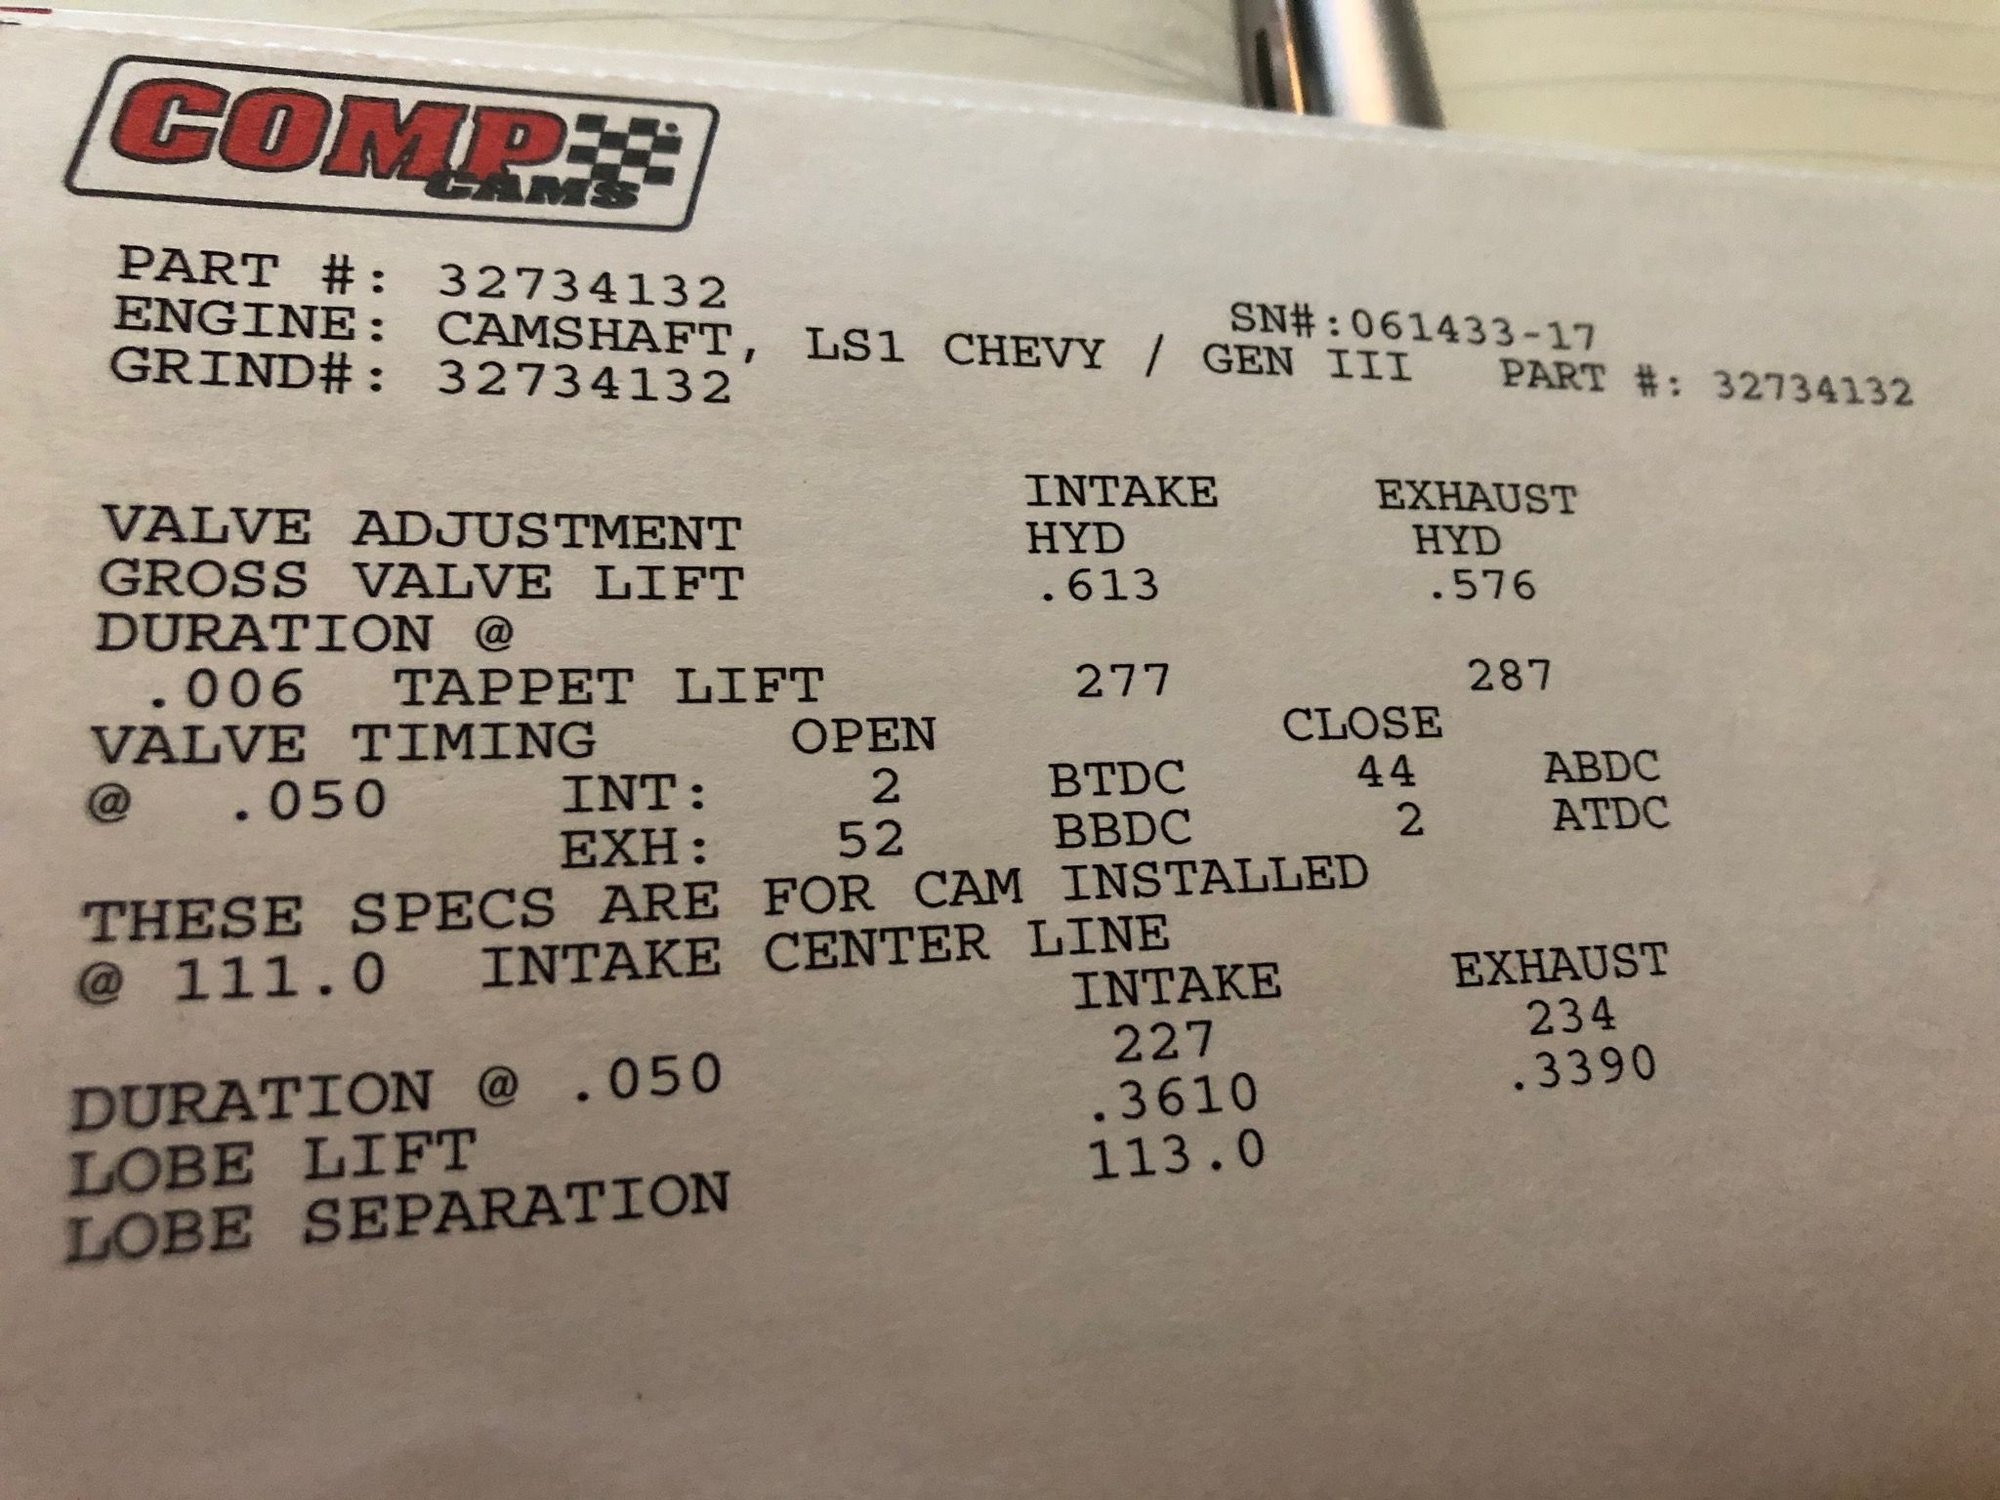 COMP
CAMS
PART #: 32734132
SN#:061433-17
ENGINE: CAMSHAFT, LS1 CHEVY / GEN III PART #: 32734132
GRIND#: 32734132
INTAKE EXHAUST
VALVE ADJUSTMENT HYD HYD
GROSS VALVE LIFT .613 .576
DURATION @
.006 TAPPET LIFT 277 287
VALVE TIMING OPEN CLOSE
@ .050 INT: 2 BTDC 44 ABDC
EXH: 52 BBDC 2 ATDC
THESE SPECS ARE FOR CAM INSTALLED
@ 111.0 INTAKE CENTER LINE
INTAKE EXHAUST
DURATION @ .050 227 234
LOBE LIFT .3610 .3390
LOBE SEPARATION 113.0